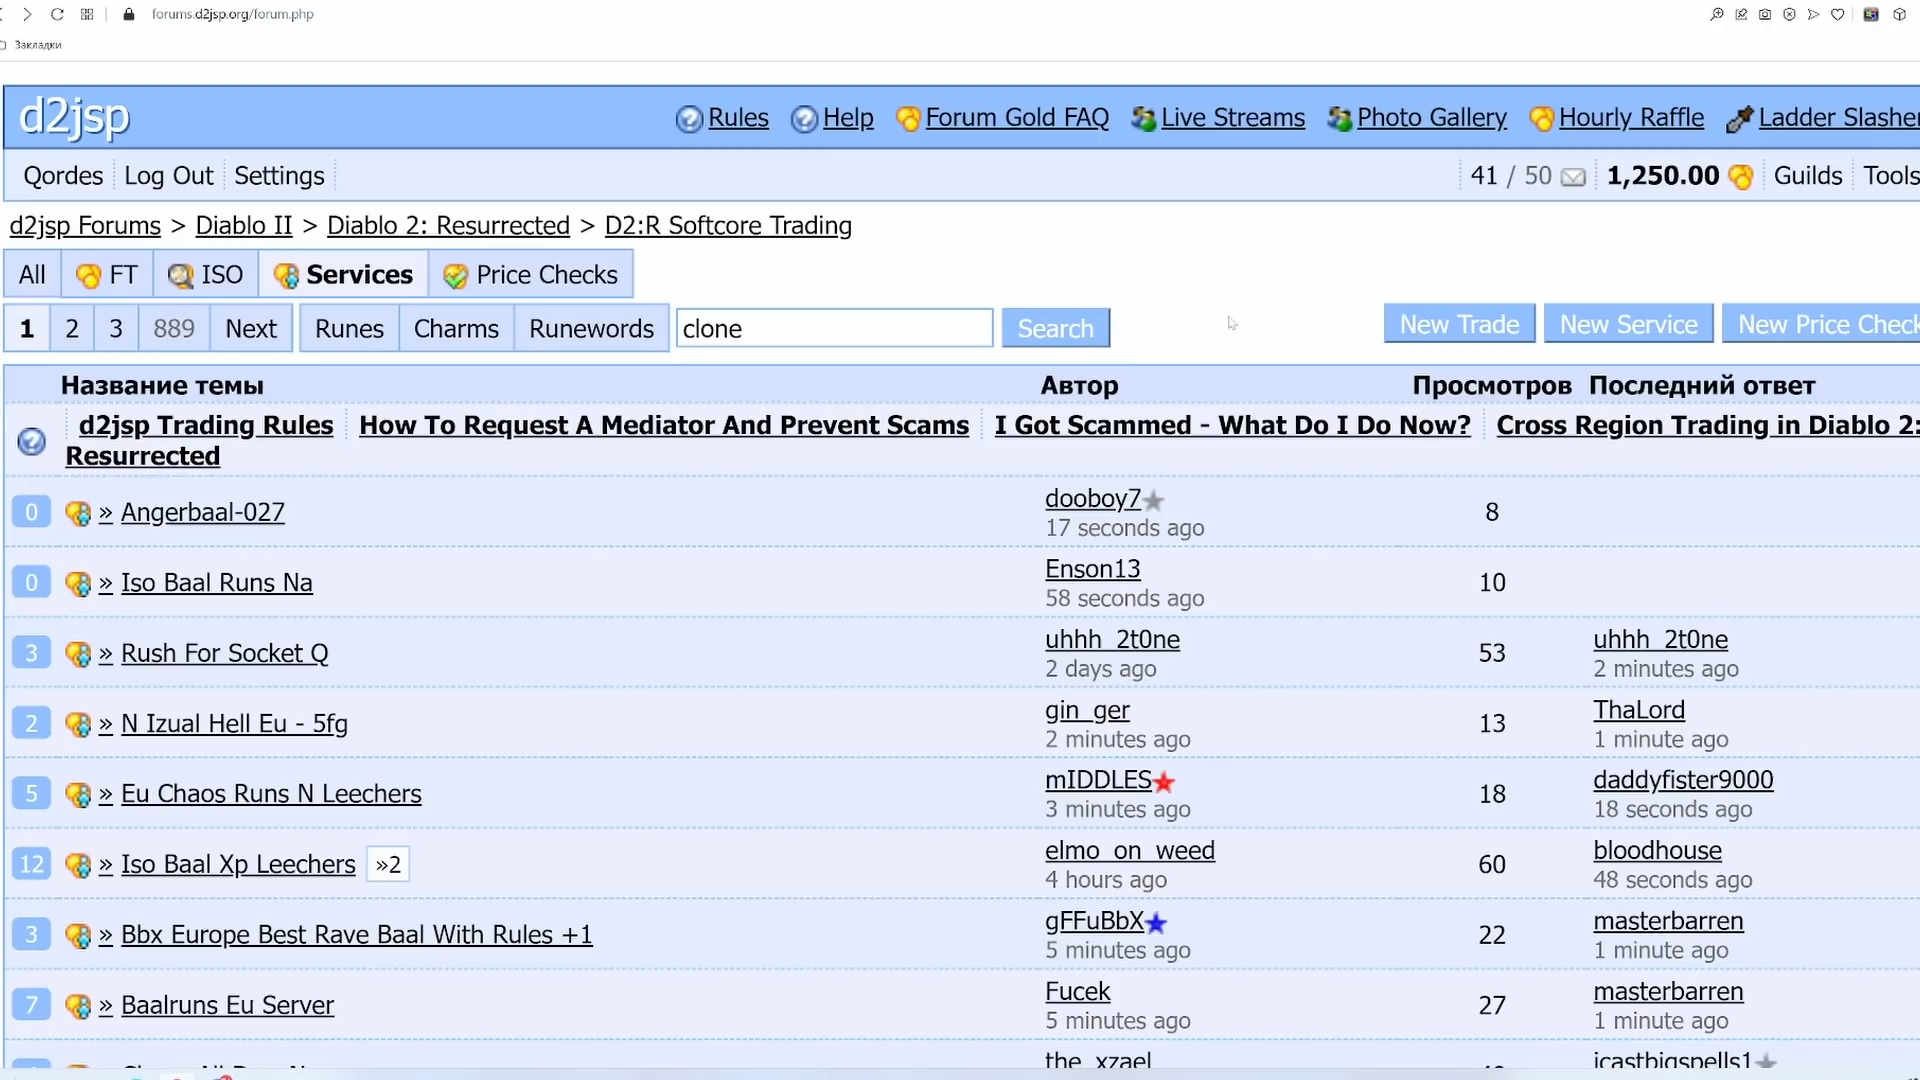 forums.d2jsp.org/forum.php
Закладки
d2jsp Rules Help Forum Gold FAQ Live Streams Photo Gallery Hourly Raffle Ladder Slasher
Qordes Log Out Settings 41 / 50 1,250.00 Guilds Tools
d2jsp Forums > Diablo II > Diablo 2: Resurrected > D2:R Softcore Trading
All FT ISO Services Price Checks
1 2 3 889 Next Runes Charms Runewords clone Search New Trade New Service New Price Check
Название темы Автор Просмотров Последний ответ
d2jsp Trading Rules How To Request A Mediator And Prevent Scams I Got Scammed - What Do I Do Now? Cross Region Trading in Diablo 2:
Resurrected
0 » Angerbaal-027 dooboy7 8
17 seconds ago
0 » Iso Baal Runs Na Enson13 10
58 seconds ago
3 » Rush For Socket Q uhhh_2t0ne 53 uhhh_2t0ne
2 days ago 2 minutes ago
2 » N Izual Hell Eu - 5fg gin_ger 13 ThaLord
2 minutes ago 1 minute ago
5 » Eu Chaos Runs N Leechers mIDDLES 18 daddyfister9000
3 minutes ago 18 seconds ago
12 » Iso Baal Xp Leechers »2 elmo_on_weed 60 bloodhouse
4 hours ago 48 seconds ago
3 » Bbx Europe Best Rave Baal With Rules +1 gFFuBbX 22 masterbarren
5 minutes ago 1 minute ago
7 » Baalruns Eu Server Fucek 27 masterbarren
5 minutes ago 1 minute ago
the_xzael icastbigspells1